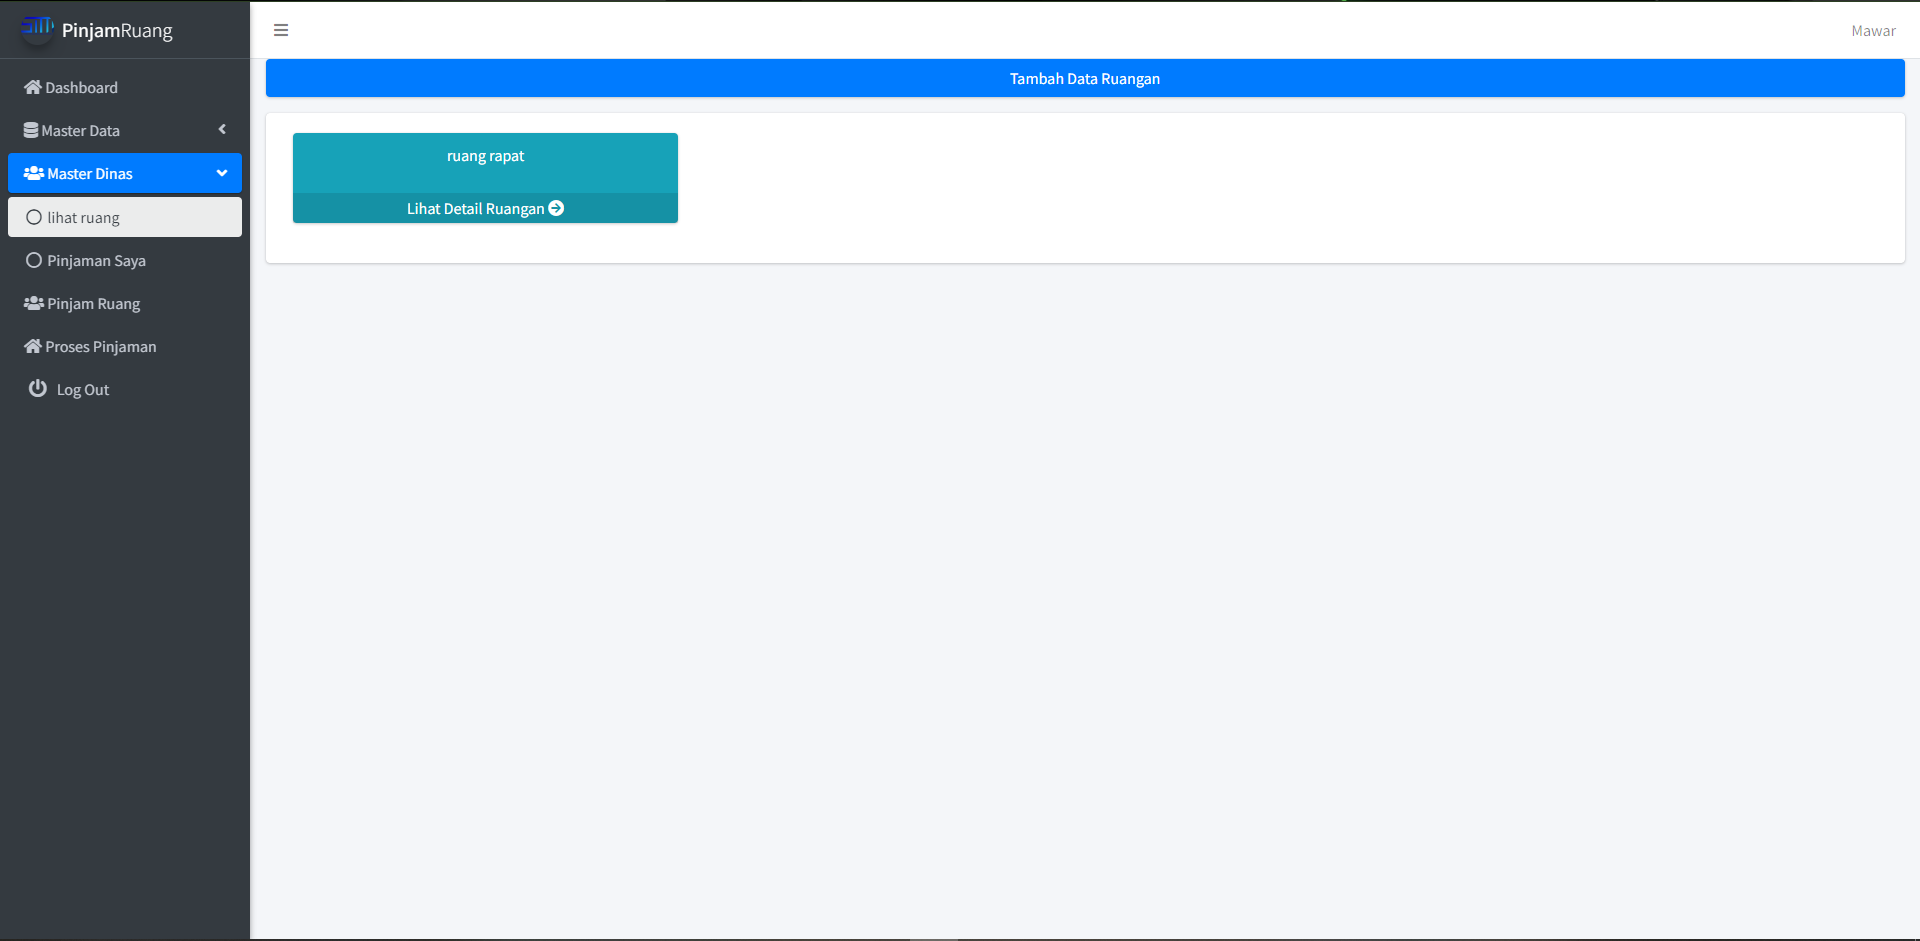 PinjamRuang
Dashboard
Master Data
Master Dinas
lihat ruang
Pinjaman Saya
Pinjam Ruang
Proses Pinjaman
Log Out
Mawar
Tambah Data Ruangan
ruang rapat
Lihat Detail Ruangan